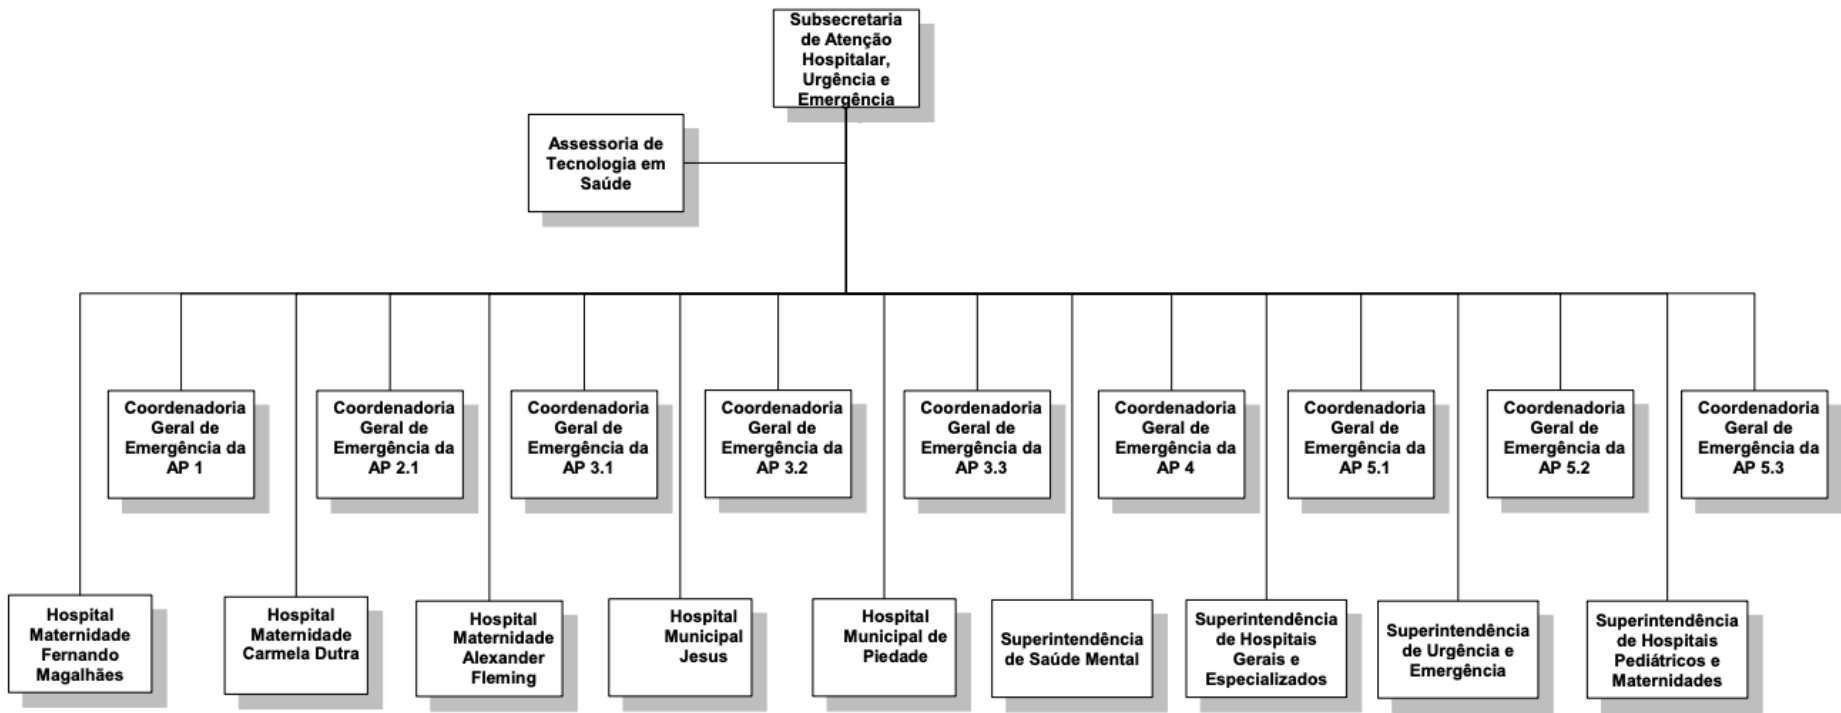 Subsecretaria
de Atenção
Hospitalar,
Urgência e
Emergência
Assessoria de
Tecnologia em
Saúde
Coordenadoria
Geral de
Emergência da
AP 1
Coordenadoria
Geral de
Emergência da
AP 2.1
Coordenadoria
Geral de
Emergência da
AP 3.1
Coordenadoria
Geral de
Emergência da
AP 3.2
Coordenadoria
Geral de
Emergência da
AP 3.3
Coordenadoria
Geral de
Emergência da
AP 4
Coordenadoria
Geral de
Emergência da
AP 5.1
Coordenadoria
Geral de
Emergência da
AP 5.2
Coordenadoria
Geral de
Emergência da
AP 5.3
Hospital
Maternidade
Fernando
Magalhães
Hospital
Maternidade
Carmela Dutra
Hospital
Maternidade
Alexander
Fleming
Hospital
Municipal
Jesus
Hospital
Municipal de
Piedade
Superintendência
de Saúde Mental
Superintendência
de Hospitais
Gerais e
Especializados
Superintendência
de Urgência e
Emergência
Superintendência
de Hospitais
Pediátricos e
Maternidades